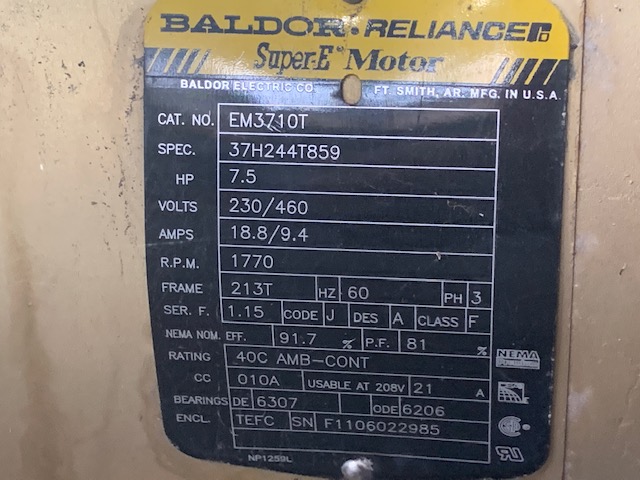 BALDOR • RELIANCE
Super-E® Motor
BALDOR ELECTRIC CO. FT. SMITH, AR. MFG. IN U.S.A.
CAT. NO. EM3710T
SPEC. 37H244T859
HP 7.5
VOLTS 230/460
AMPS 18.8/9.4
R.P.M. 1770
FRAME 213T HZ 60 PH 3
SER. F. 1.15 CODE J DES A CLASS F
NEMA NOM. EFF. 91.7 % P.F. 81 %
RATING 40C AMB-CONT
NEMA
CC 010A USABLE AT 208V 21 A
BEARINGS DE 6307 ODE 6206
ENCL. TEFC SN F1106022985
NP1259L